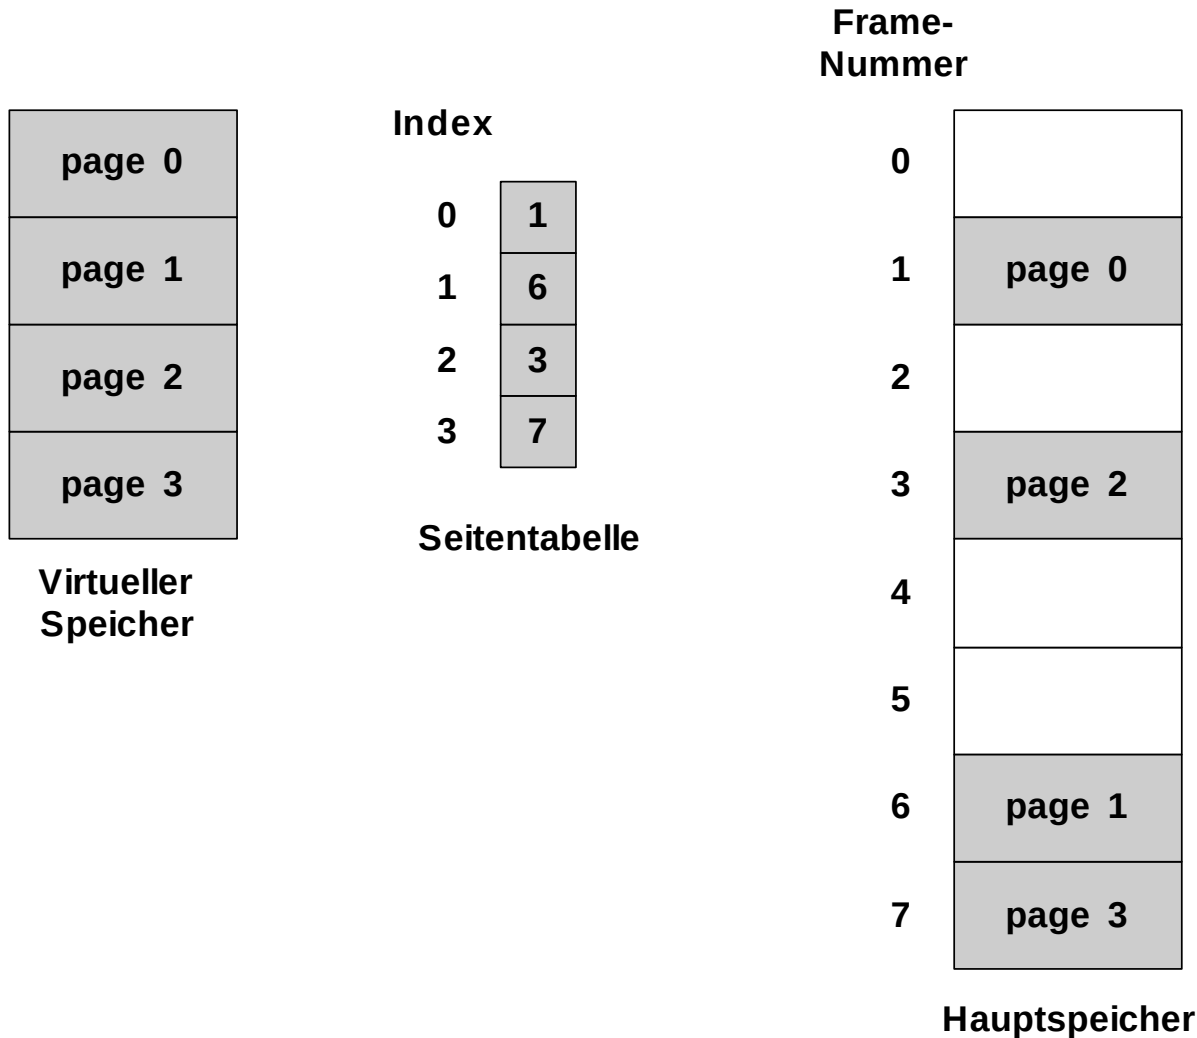 Frame-
Nummer
page 0
page 1
page 2
page 3
Virtueller
Speicher
Index
0 1
1 6
2 3
3 7
Seitentabelle
0
1 page 0
2
3 page 2
4
5
6 page 1
7 page 3
Hauptspeicher